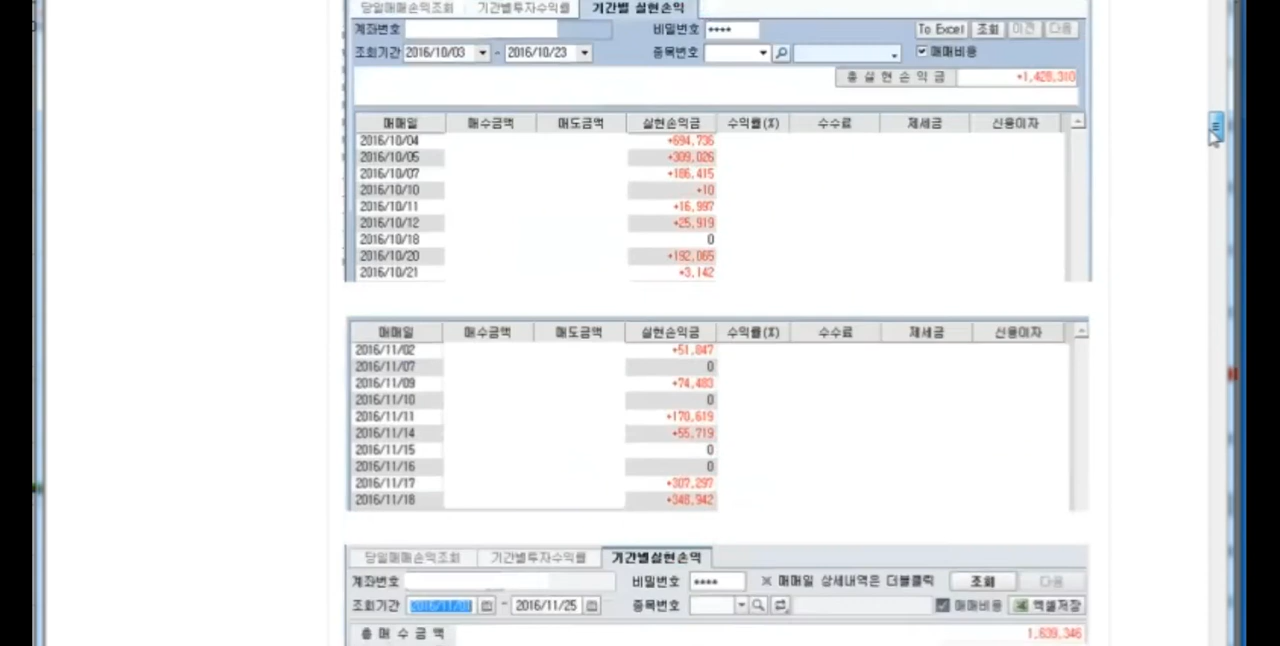 당일매매손익조회 기간별투자수익률 기간별 실현손익
계좌번호 비밀번호 **** To Excel 조회 이전 다음
조회기간 2016/10/03 - 2016/10/23 종목번호 매매비용
총 실 현 손 익 금 +1,428,310
매매일 매수금액 매도금액 실현손익금 수익률(%) 수수료 제세금 신용이자
2016/10/04 +694,736
2016/10/05 +309,026
2016/10/07 +186,415
2016/10/10 +10
2016/10/11 +16,997
2016/10/12 +25,919
2016/10/18 0
2016/10/20 +192,065
2016/10/21 +3,142
매매일 매수금액 매도금액 실현손익금 수익률(%) 수수료 제세금 신용이자
2016/11/02 +51,847
2016/11/07 0
2016/11/09 +74,483
2016/11/10 0
2016/11/11 +170,619
2016/11/14 +55,719
2016/11/15 0
2016/11/16 0
2016/11/17 +307,297
2016/11/18 +348,942
당일매매손익조회 기간별투자수익률 기간별실현손익
계좌번호 비밀번호 **** ※ 매매일 상세내역은 더블클릭 조회 다음
조회기간 2016/11/01 - 2016/11/25 종목번호 매매비용 엑셀저장
총 매 수 금 액 1,639,346